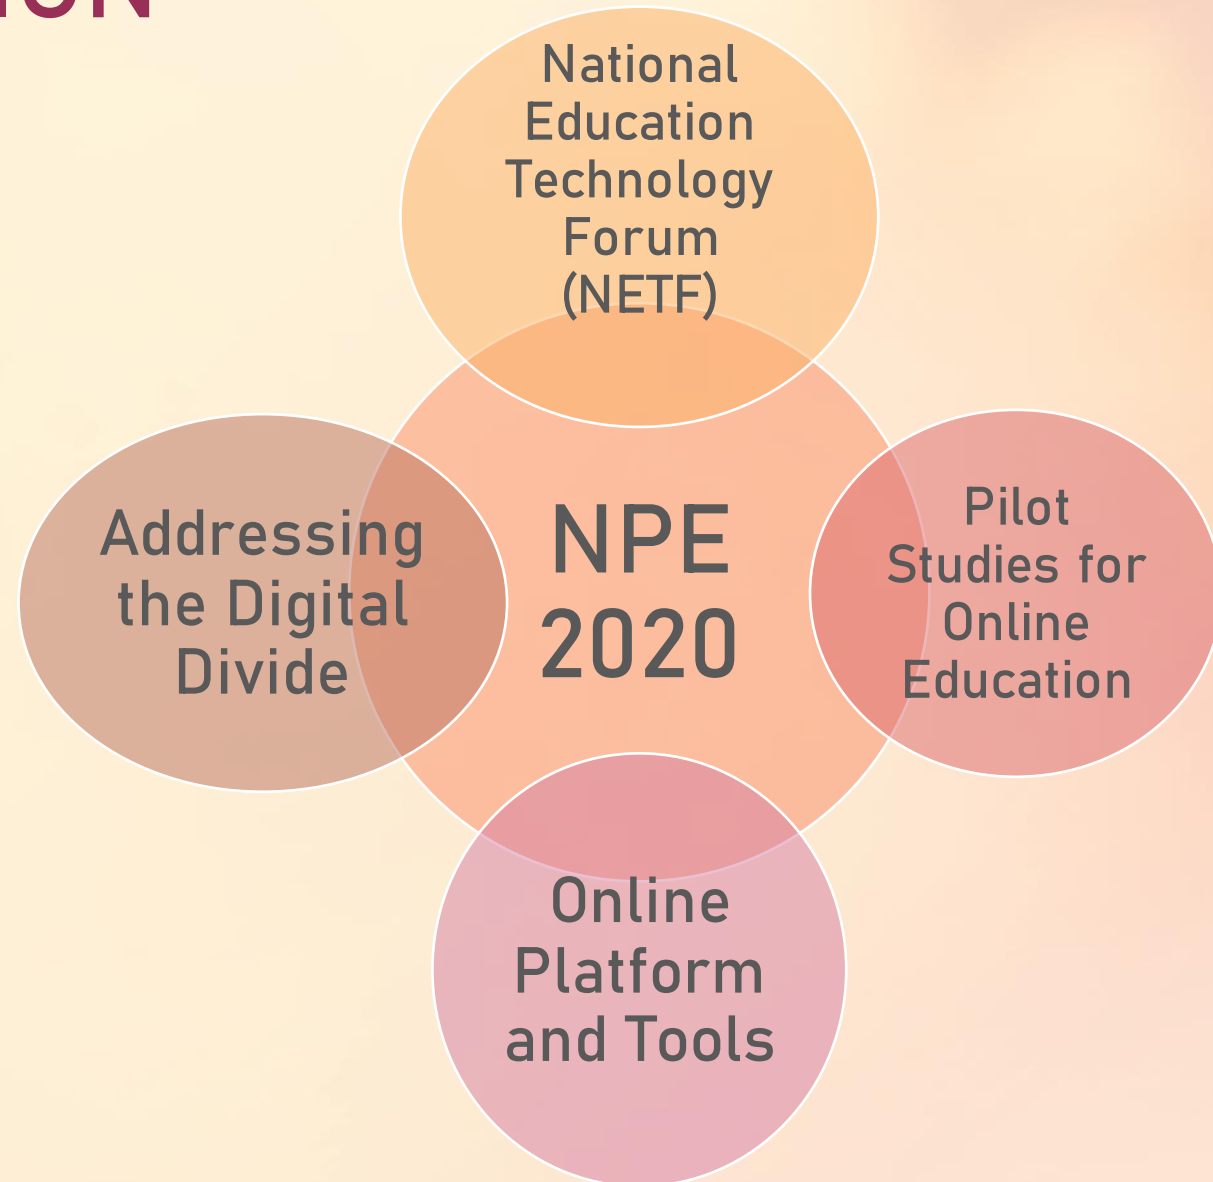 National
Education
Technology
Forum
(NETF)
Addressing
the Digital
Divide
NPE
2020
Pilot
Studies for
Online
Education
Online
Platform
and Tools